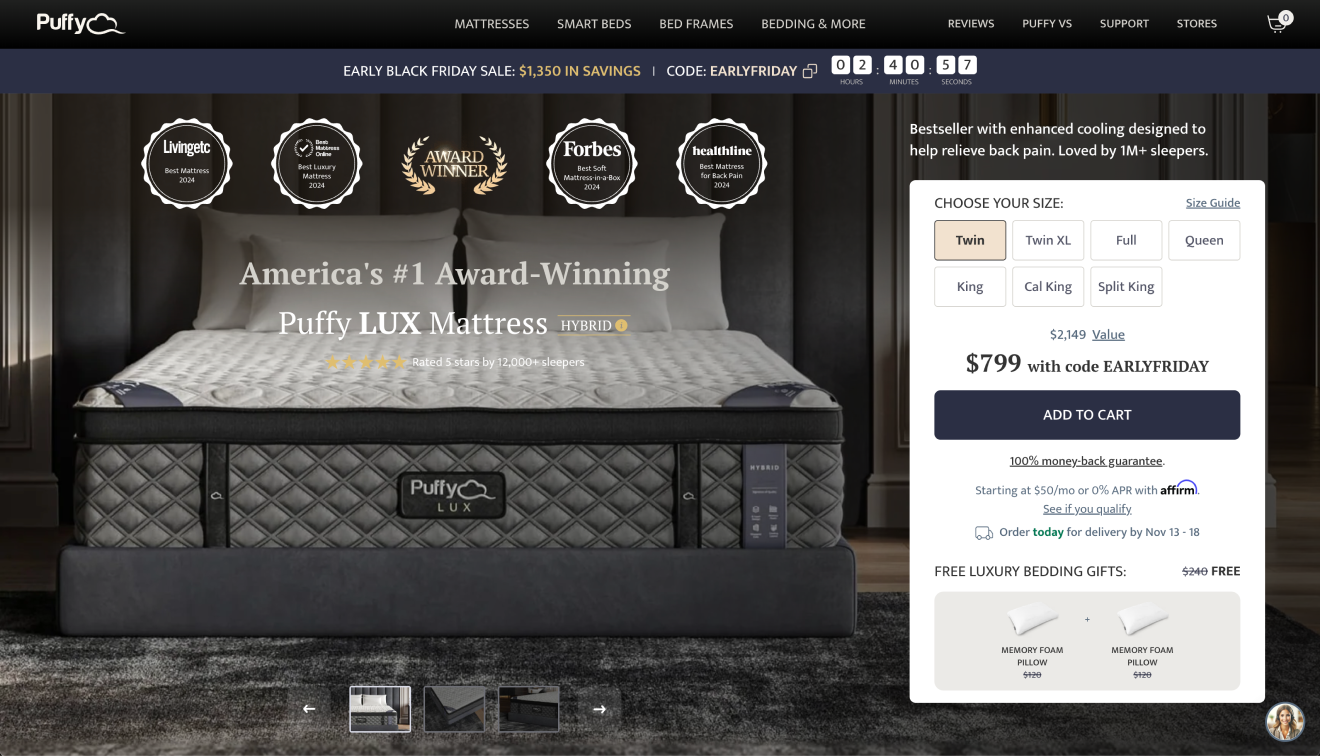 Puffy
MATTRESSES
SMART BEDS
BED FRAMES
BEDDING & MORE
REVIEWS
PUFFY VS
SUPPORT
STORES
0
EARLY BLACK FRIDAY SALE: $1,350 IN SAVINGS | CODE: EARLYFRIDAY
0 2 : 4 0 : 5 7
HOURS MINUTES SECONDS
Livingetc
Best Mattress
2024
Best
Mattress
Online
Best Luxury
Mattress
2024
AWARD
WINNER
Forbes
Best Soft
Mattress-in-a-Box
2024
healthline
Best Mattress
for Back Pain
2024
America's #1 Award-Winning
Puffy LUX Mattress HYBRID i
Rated 5 stars by 12,000+ sleepers
HYBRID
Puffy
LUX
Bestseller with enhanced cooling designed to
help relieve back pain. Loved by 1M+ sleepers.
CHOOSE YOUR SIZE:
Size Guide
Twin
Twin XL
Full
Queen
King
Cal King
Split King
$2,149 Value
$799 with code EARLYFRIDAY
ADD TO CART
100% money-back guarantee.
Starting at $50/mo or 0% APR with affirm.
See if you qualify
Order today for delivery by Nov 13 - 18
FREE LUXURY BEDDING GIFTS:
$240 FREE
+
MEMORY FOAM
PILLOW
$120
MEMORY FOAM
PILLOW
$120